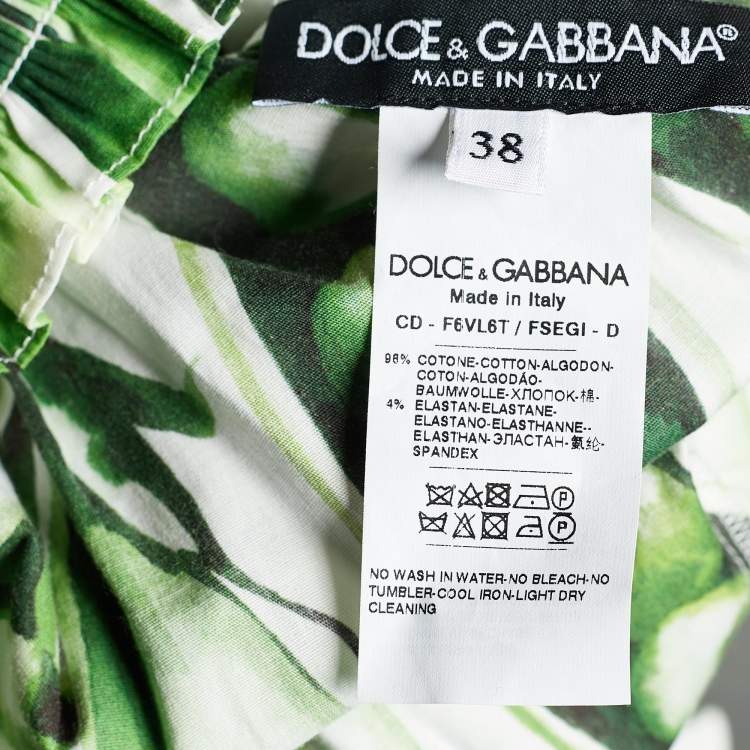 DOLCE & GABBANA®
MADE IN ITALY
38
DOLCE & GABBANA
Made in Italy
CD - F6VL6T / FSEGI - D
96% COTONE-COTTON-ALGODON-
COTON-ALGODÃO-
BAUMWOLLE-ХЛОПОК-棉-
4% ELASTAN-ELASTANE-
ELASTANO-ELASTHANNE--
ELASTHAN-ЭЛАСТАН-氨纶-
SPANDEX
P
P
NO WASH IN WATER-NO BLEACH-NO
TUMBLER-COOL IRON-LIGHT DRY
CLEANING